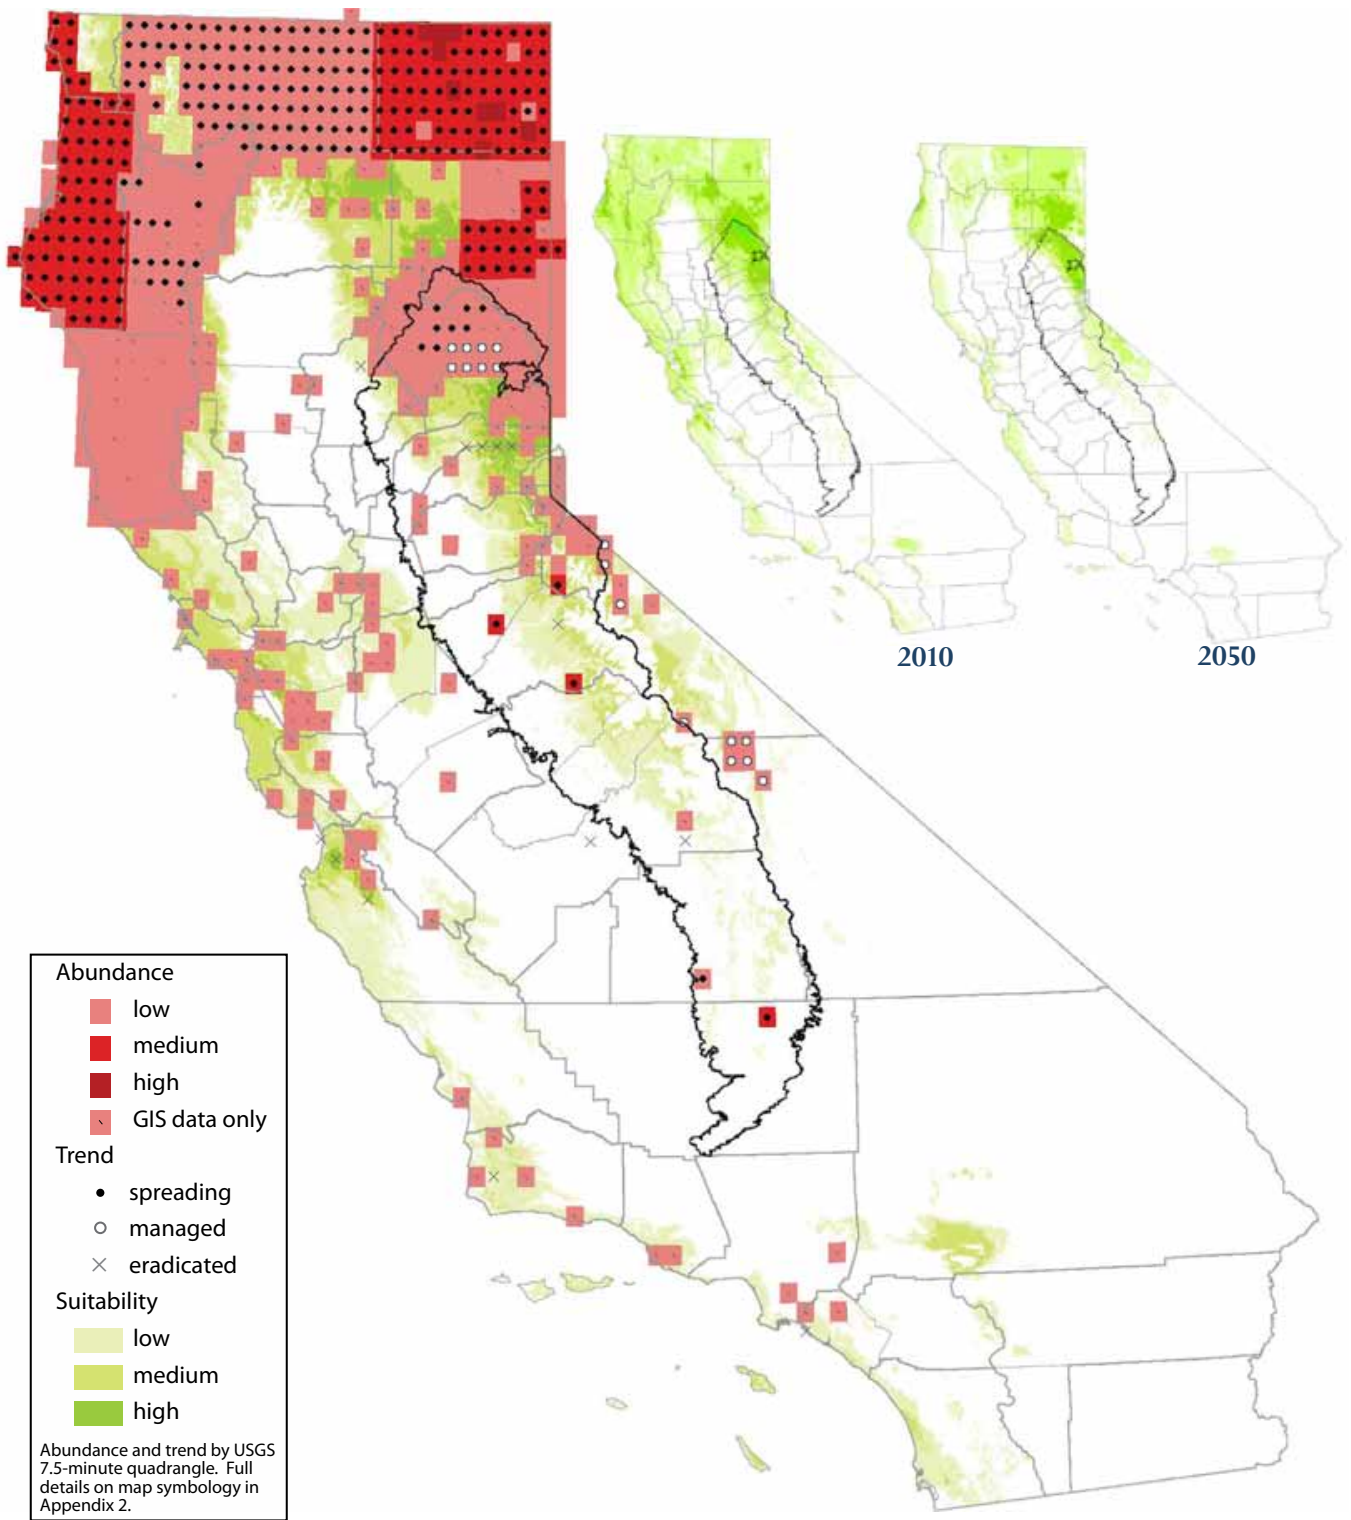 2010
2050
Abundance
low
medium
high
GIS data only
Trend
spreading
managed
eradicated
Suitability
low
medium
high
Abundance and trend by USGS
7.5-minute quadrangle. Full
details on map symbology in
Appendix 2.